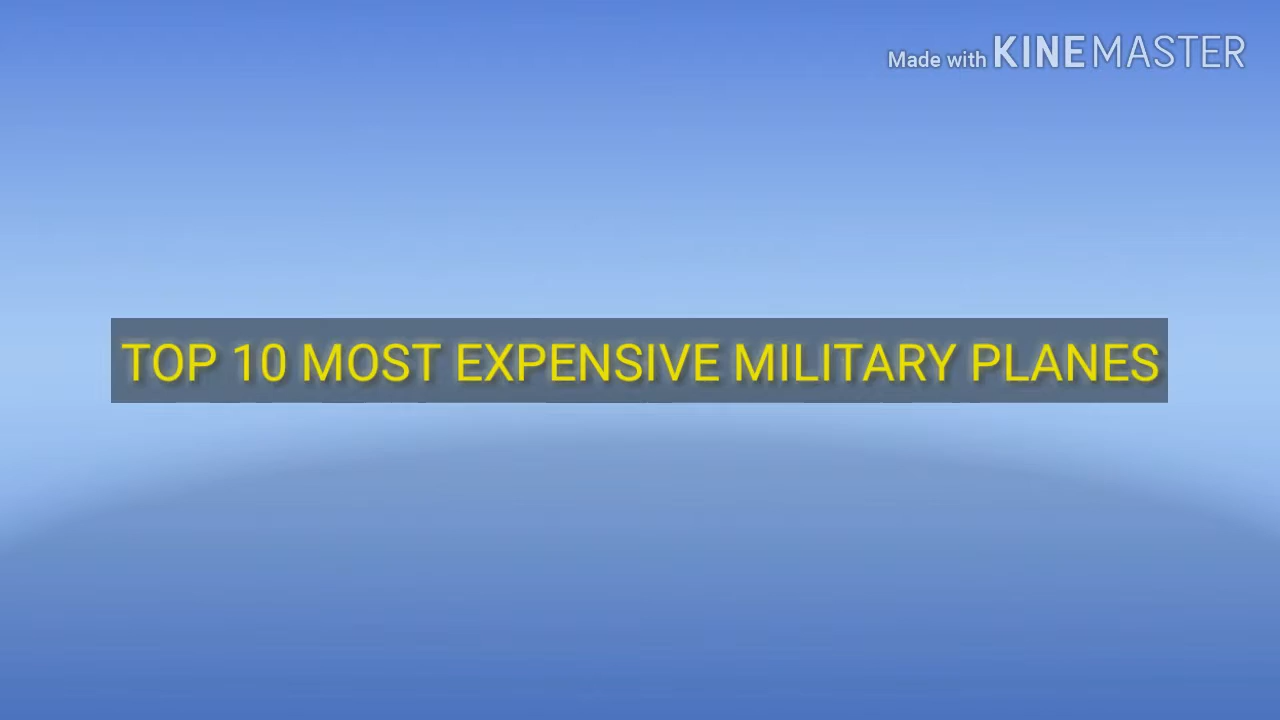 Made with KINEMASTER
TOP 10 MOST EXPENSIVE MILITARY PLANES